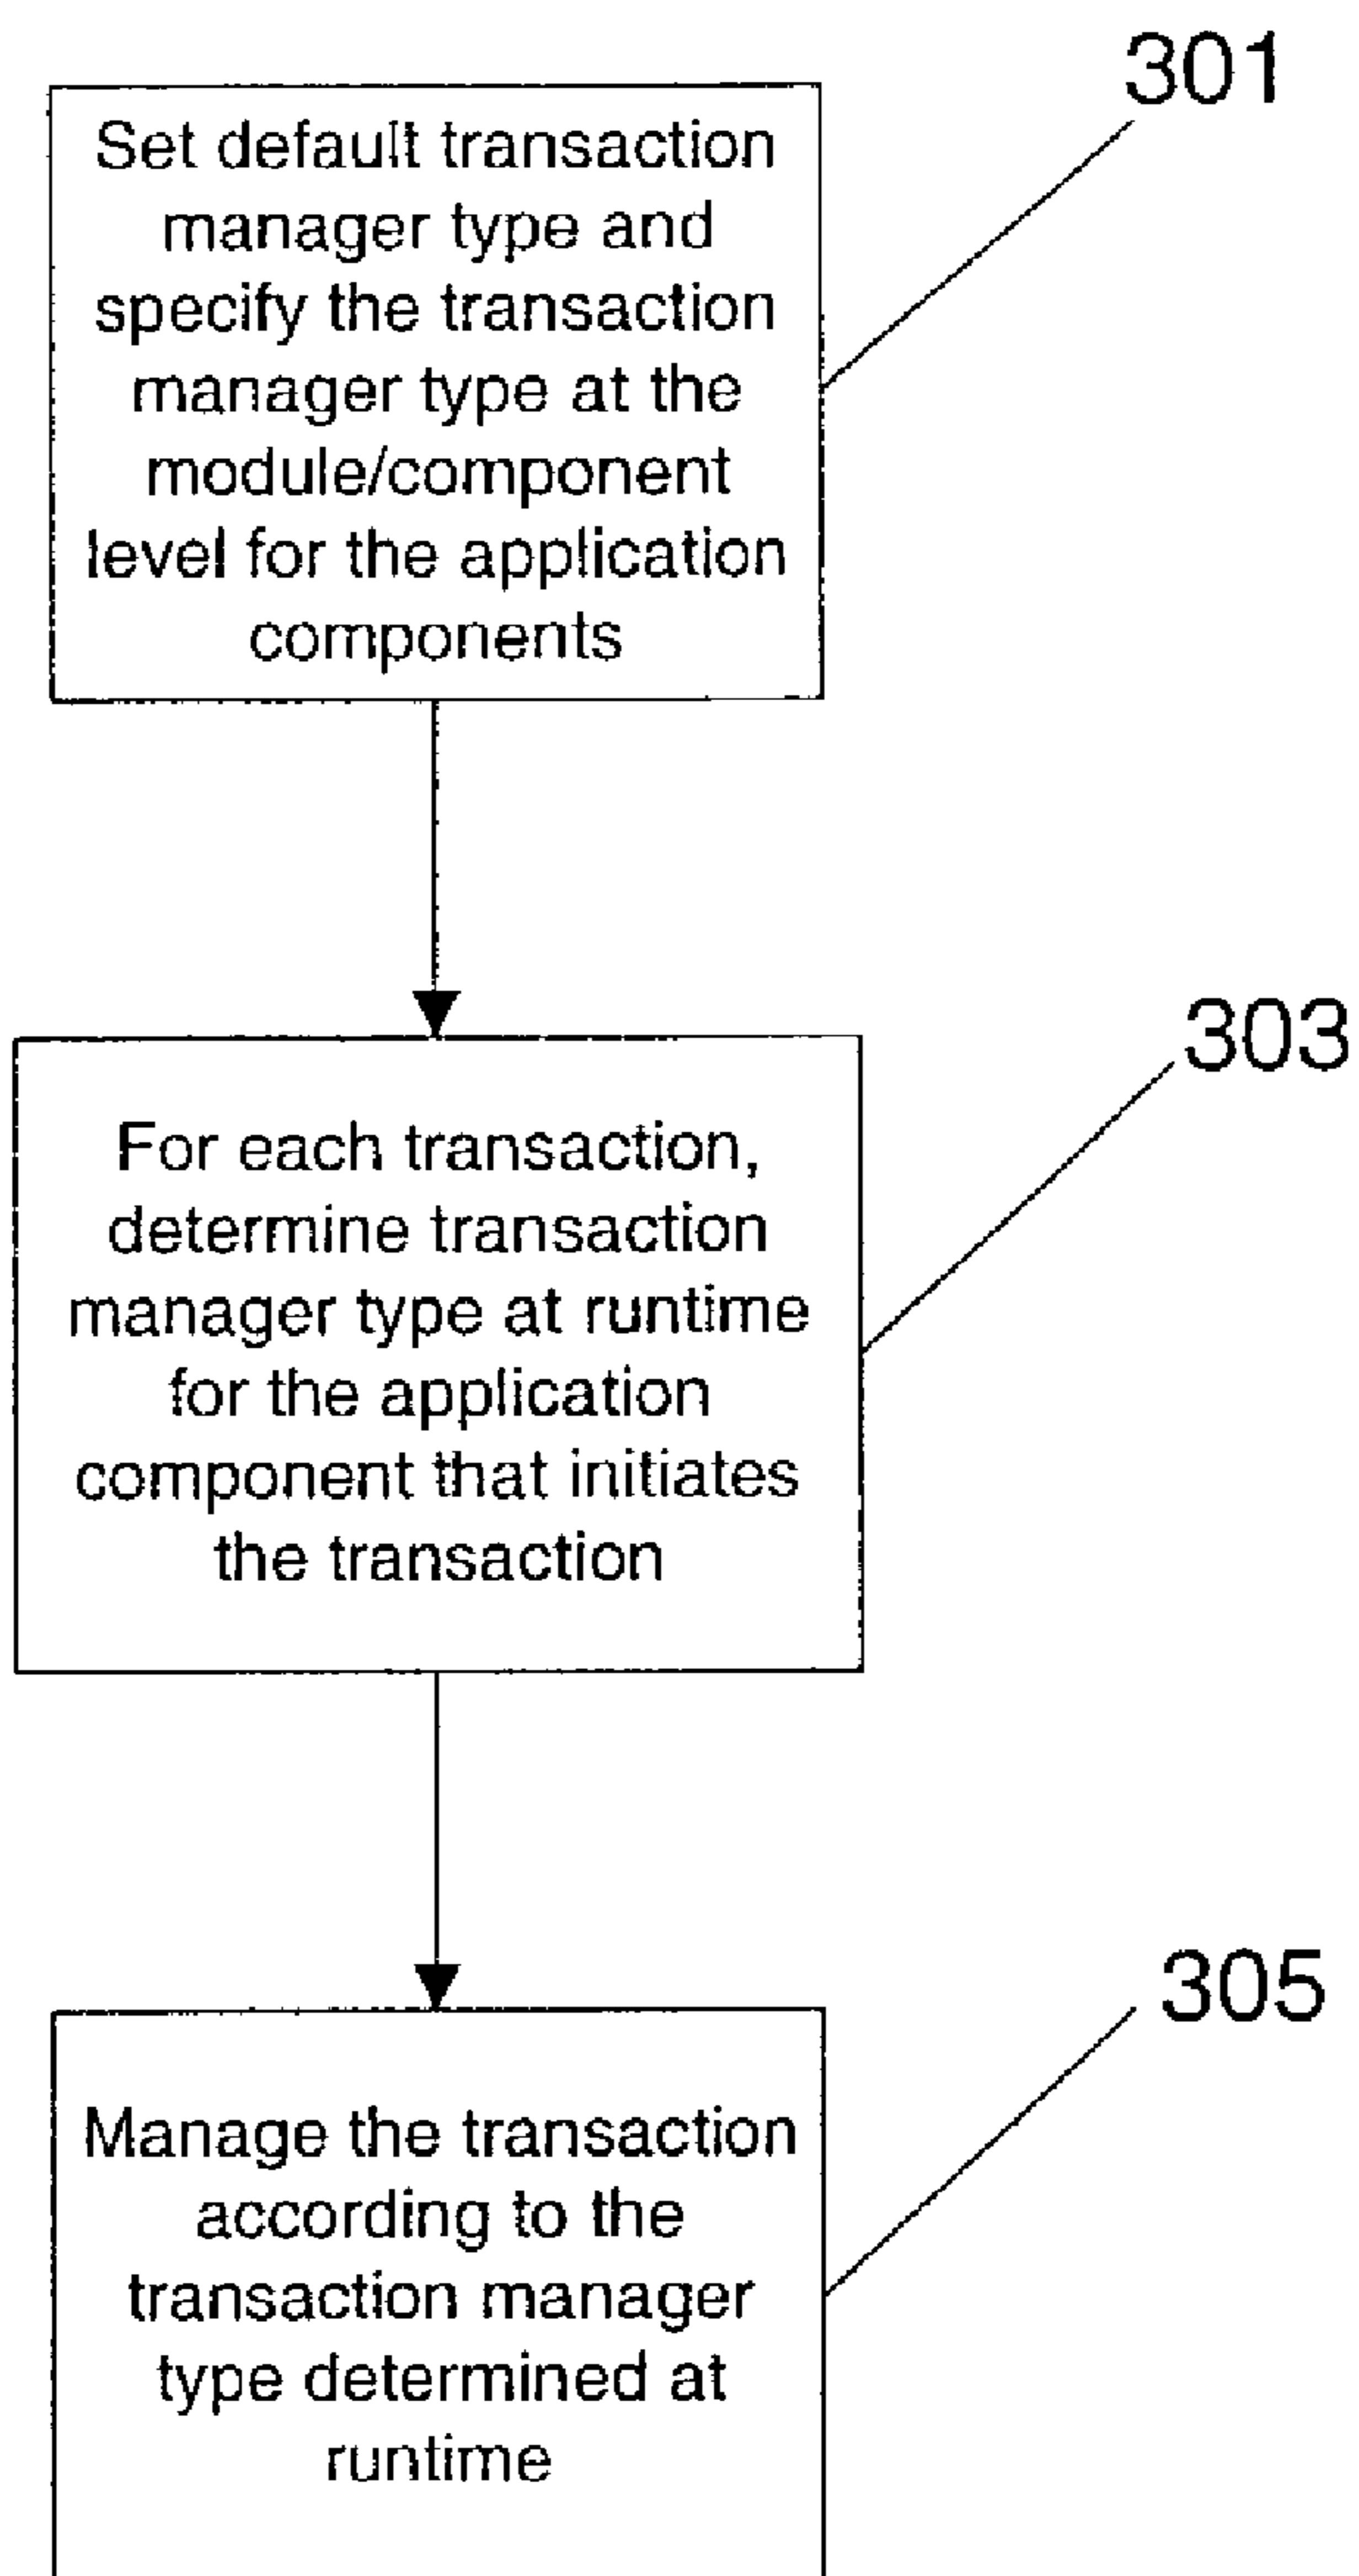 301
Set default transaction
manager type and
specify the transaction
manager type at the
module/component
level for the application
components
303
For each transaction,
determine transaction
manager type at runtime
for the application
component that initiates
the transaction
305
Manage the transaction
according to the
transaction manager
type determined at
runtime